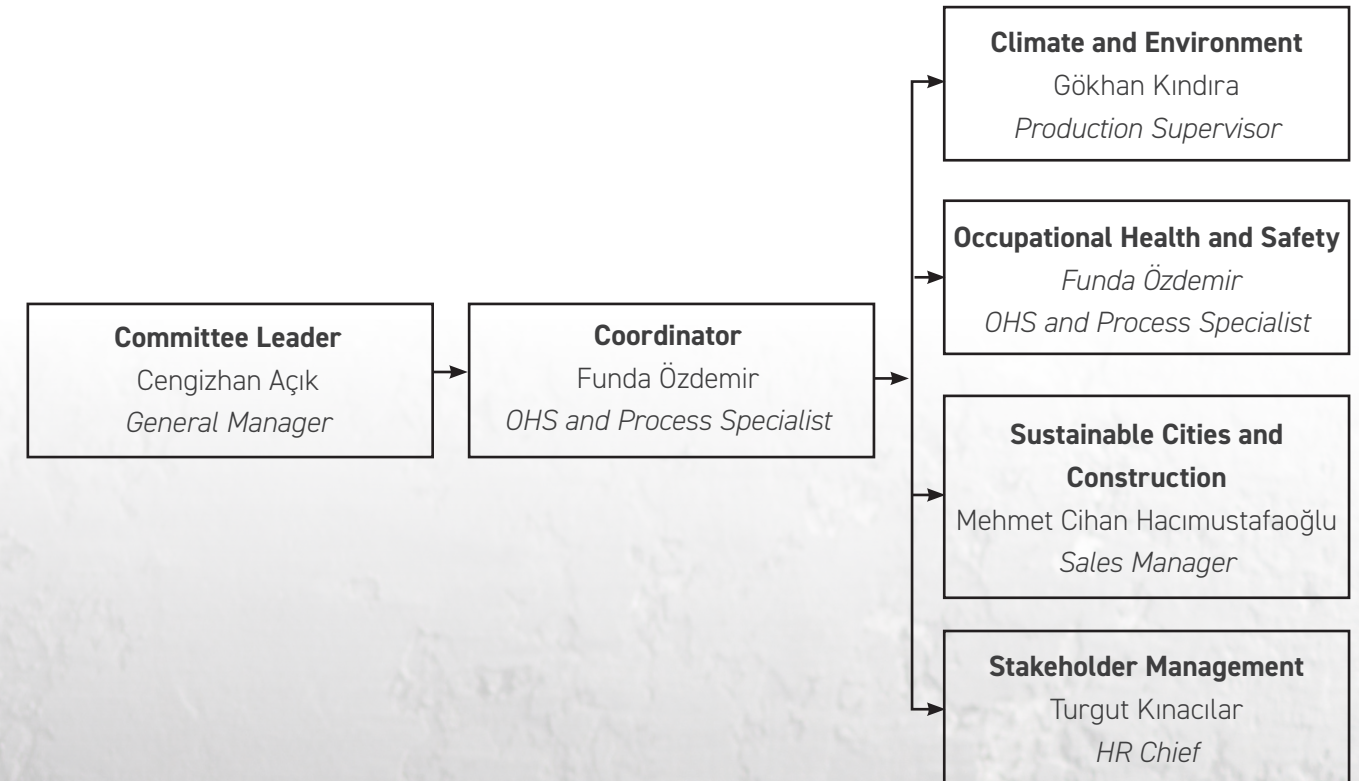 Committee Leader
Cengizhan Açık
General Manager
Coordinator
Funda Özdemir
OHS and Process Specialist
Climate and Environment
Gökhan Kındıra
Production Supervisor
Occupational Health and Safety
Funda Özdemir
OHS and Process Specialist
Sustainable Cities and
Construction
Mehmet Cihan Hacımustafaoğlu
Sales Manager
Stakeholder Management
Turgut Kınacılar
HR Chief